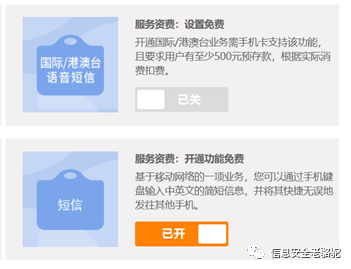 服务资费：设置免费
国际/港澳台
语音短信
开通国际/港澳台业务需手机卡支持该功能，
且要求用户有至少500元预存款，根据实际消
费扣费。
已关
服务资费：开通功能免费
短信
基于移动网络的一项业务，您可以通过手机键
盘输入中英文的简短信息，并将其快捷无误地
发往其他手机。
已开
信息安全老骆驼